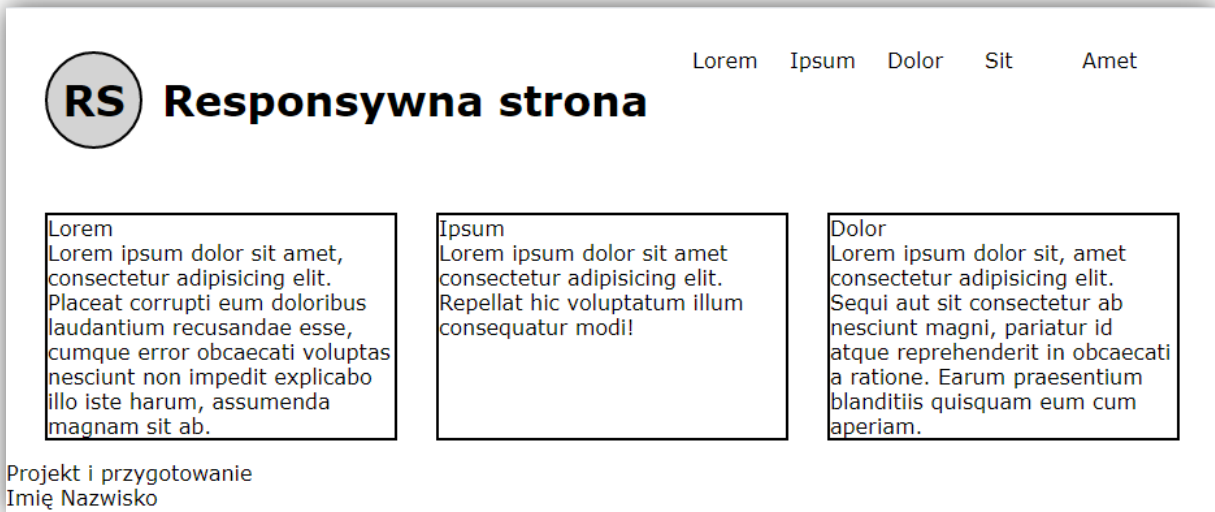 RS Responsywna strona
Lorem Ipsum Dolor Sit Amet
Lorem
Lorem ipsum dolor sit amet,
consectetur adipisicing elit.
Placeat corrupti eum doloribus
laudantium recusandae esse,
cumque error obcaecati voluptas
nesciunt non impedit explicabo
illo iste harum, assumenda
magnam sit ab.
Ipsum
Lorem ipsum dolor sit amet
consectetur adipisicing elit.
Repellat hic voluptatum illum
consequatur modi!
Dolor
Lorem ipsum dolor sit, amet
consectetur adipisicing elit.
Sequi aut sit consectetur ab
nesciunt magni, pariatur id
atque reprehenderit in obcaecati
a ratione. Earum praesentium
blanditiis quisquam eum cum
aperiam.
Projekt i przygotowanie
Imię Nazwisko